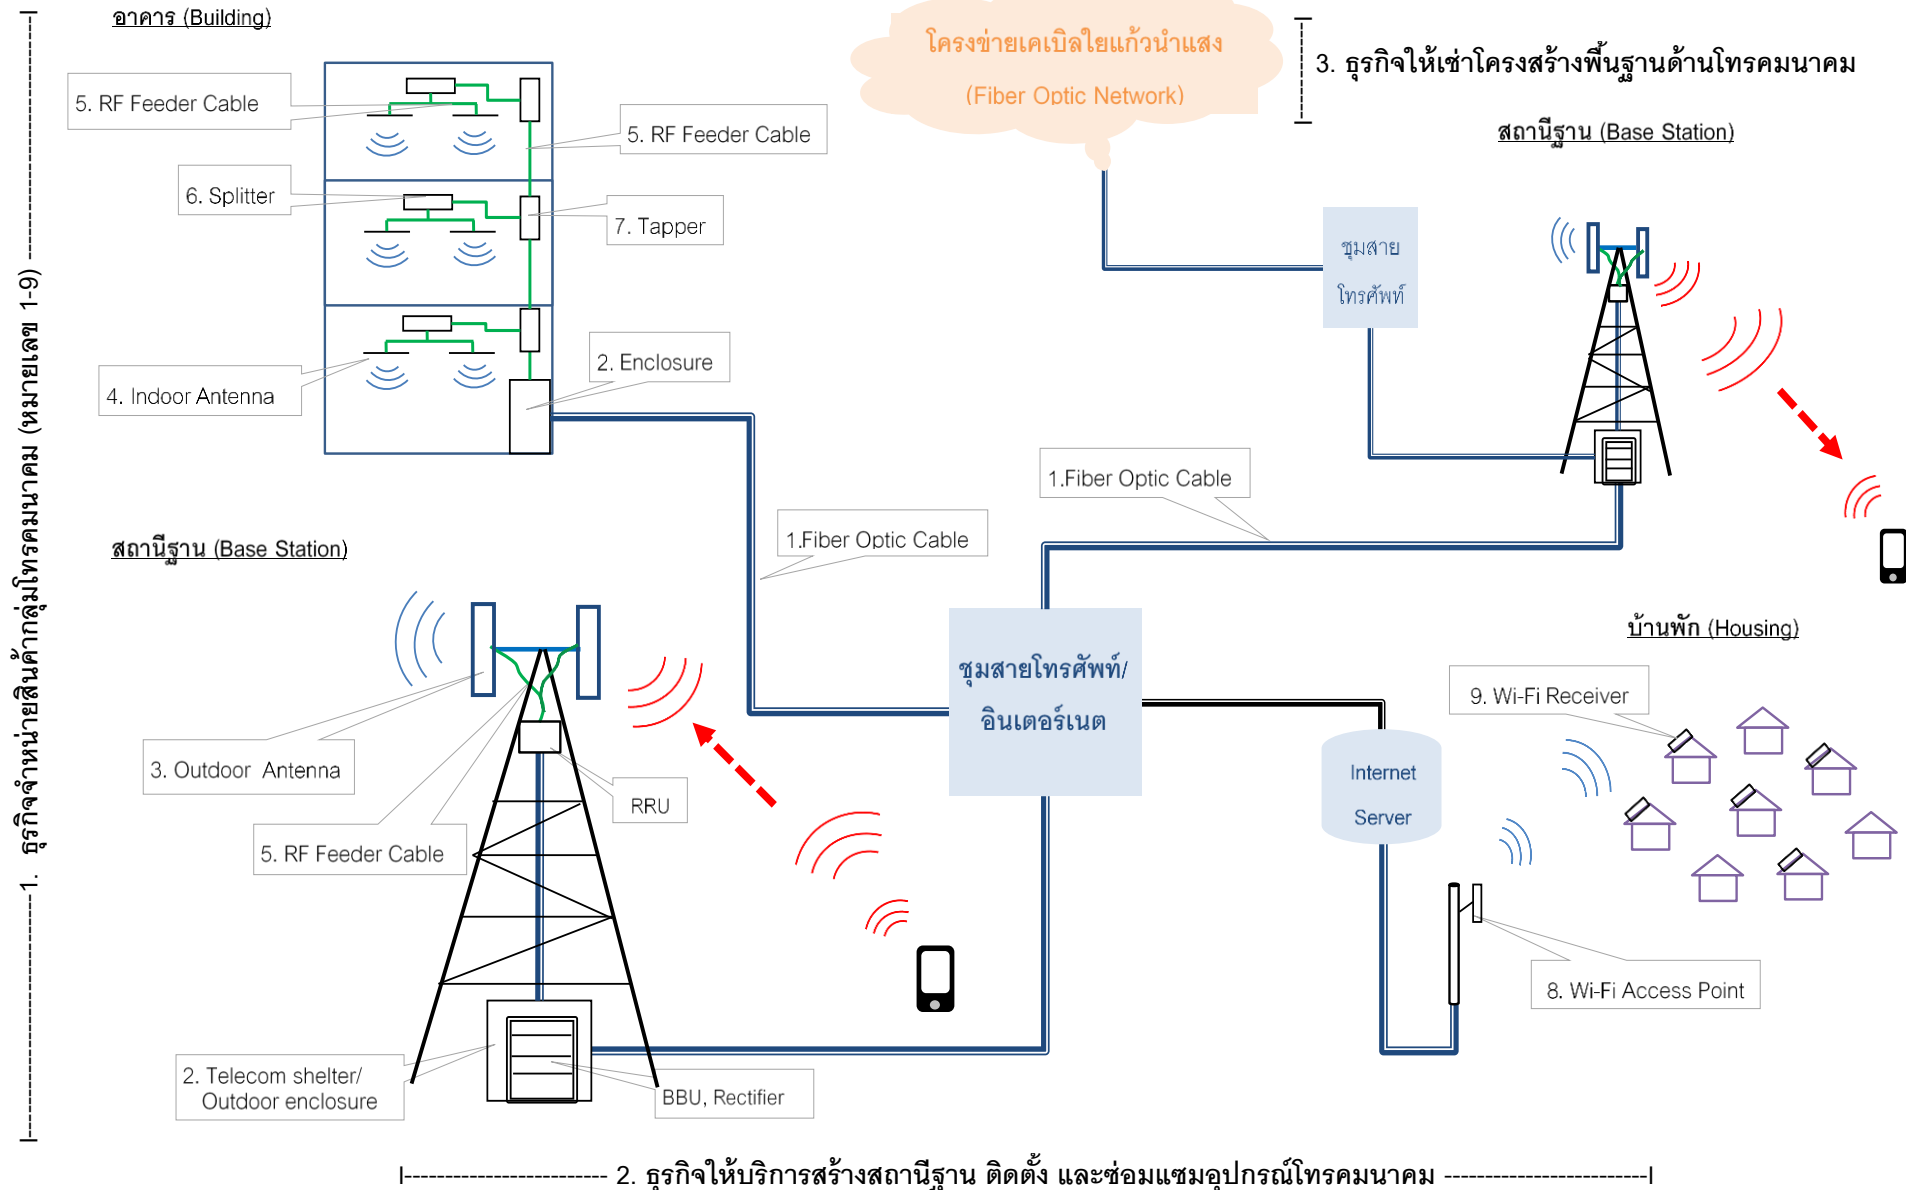 อาคาร (Building)
โครงข่ายเคเบิลใยแก้วนำแสง
(Fiber Optic Network)
3. ธุรกิจให้เช่าโครงสร้างพื้นฐานด้านโทรคมนาคม
สถานีฐาน (Base Station)
5. RF Feeder Cable
5. RF Feeder Cable
6. Splitter
7. Tapper
ชุมสาย
โทรศัพท์
2. Enclosure
4. Indoor Antenna
1.Fiber Optic Cable
1.Fiber Optic Cable
สถานีฐาน (Base Station)
บ้านพัก (Housing)
ชุมสายโทรศัพท์/
อินเตอร์เนต
9. Wi-Fi Receiver
3. Outdoor Antenna
RRU
Internet
Server
5. RF Feeder Cable
8. Wi-Fi Access Point
2. Telecom shelter/
Outdoor enclosure
BBU, Rectifier
1. ธุรกิจจำหน่ายสินค้ากลุ่มโทรคมนาคม (หมายเลข 1-9)
2. ธุรกิจให้บริการสร้างสถานีฐาน ติดตั้ง และซ่อมแซมอุปกรณ์โทรคมนาคม